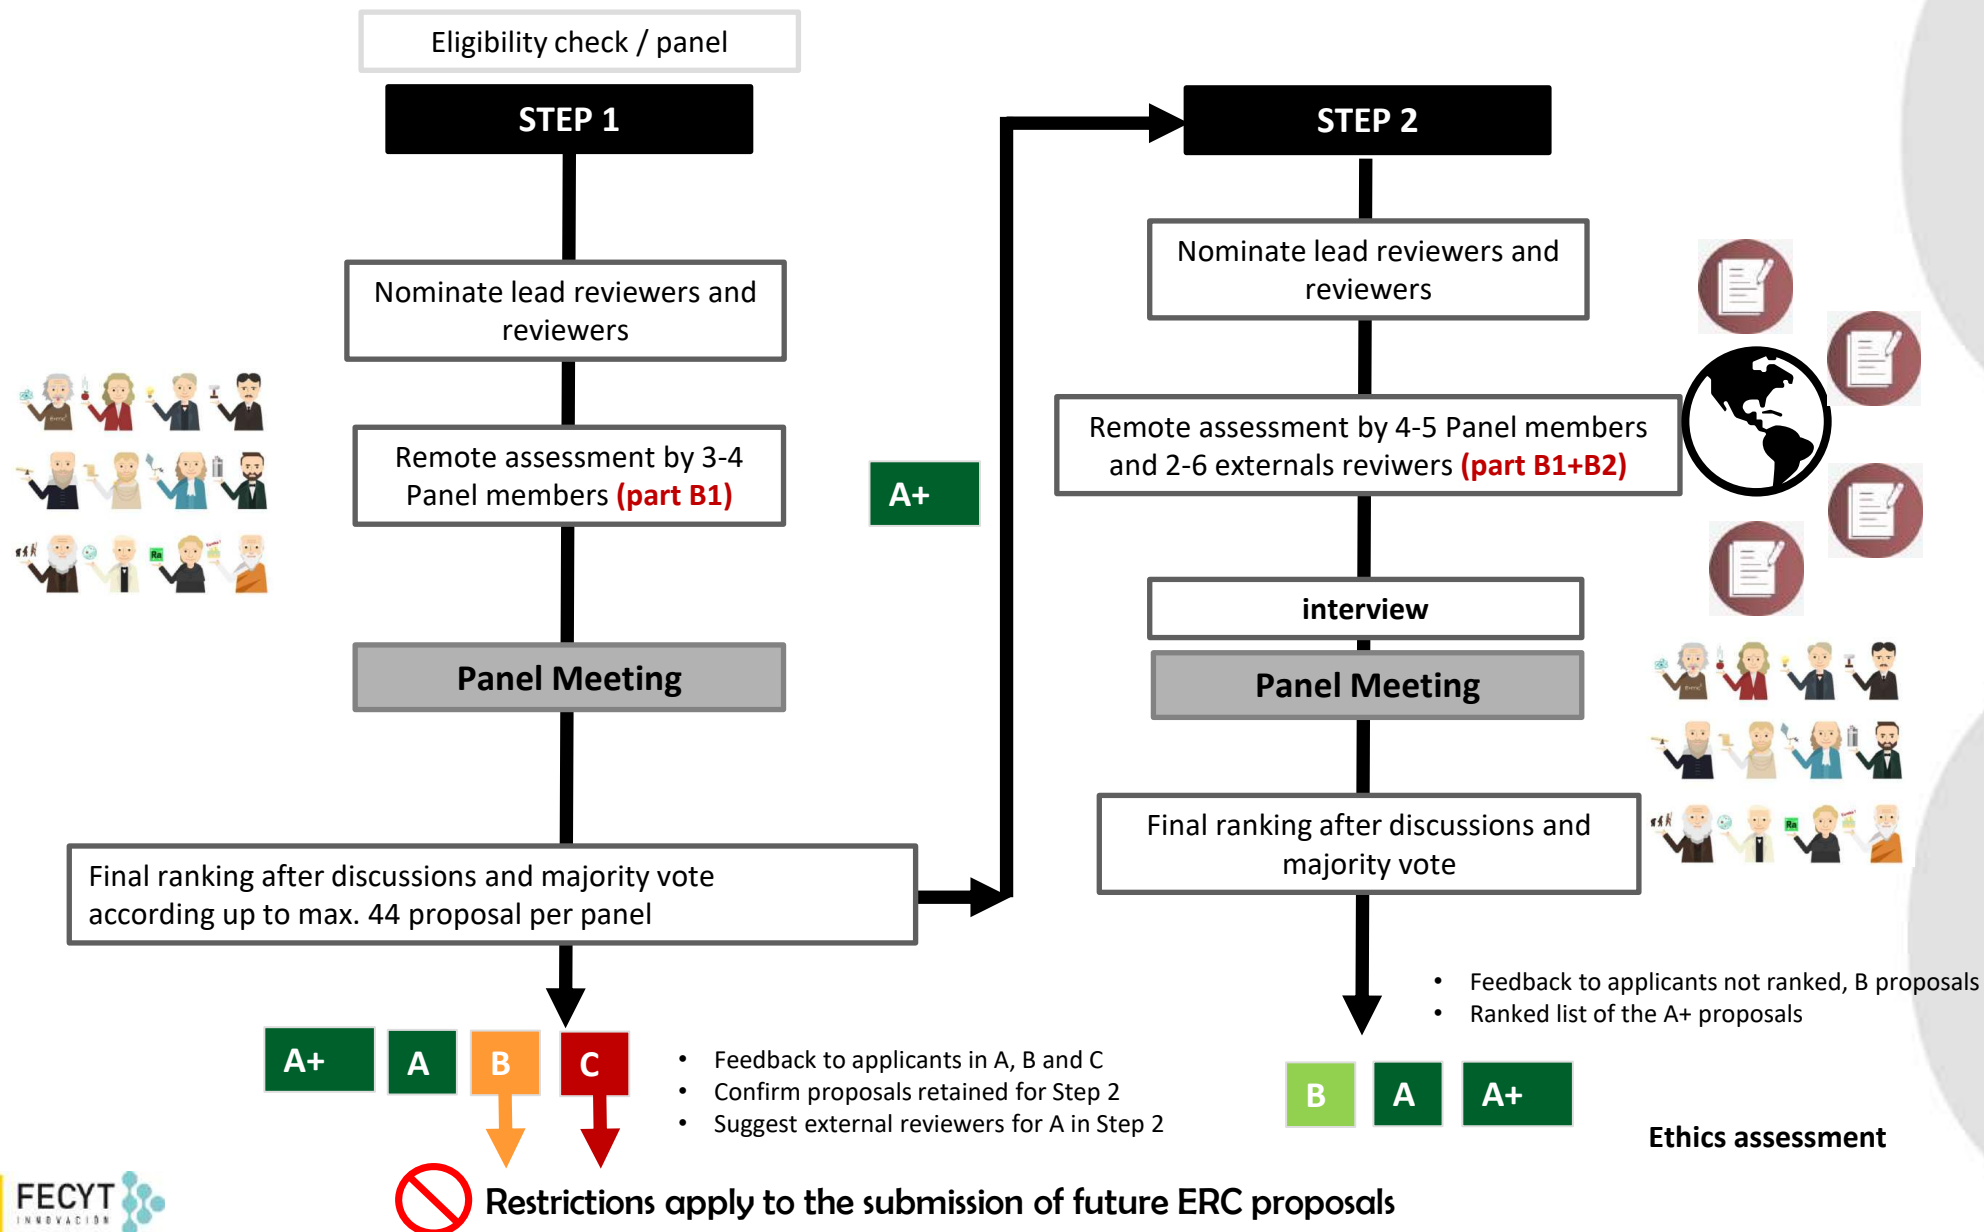 Eligibility check / panel
STEP 1
Nominate lead reviewers and
reviewers
Remote assessment by 3-4
Panel members (part B1)
A+
Panel Meeting
Final ranking after discussions and majority vote
according up to max. 44 proposal per panel
A+
A
B
C
• Feedback to applicants in A, B and C
• Confirm proposals retained for Step 2
• Suggest external reviewers for A in Step 2
STEP 2
Nominate lead reviewers and
reviewers
Remote assessment by 4-5 Panel members
and 2-6 externals reviwers (part B1+B2)
interview
Panel Meeting
Final ranking after discussions and
majority vote
• Feedback to applicants not ranked, B proposals
• Ranked list of the A+ proposals
B
A
A+
Ethics assessment
Restrictions apply to the submission of future ERC proposals
FECYT
INNOVACIÓN
Ra
Ra